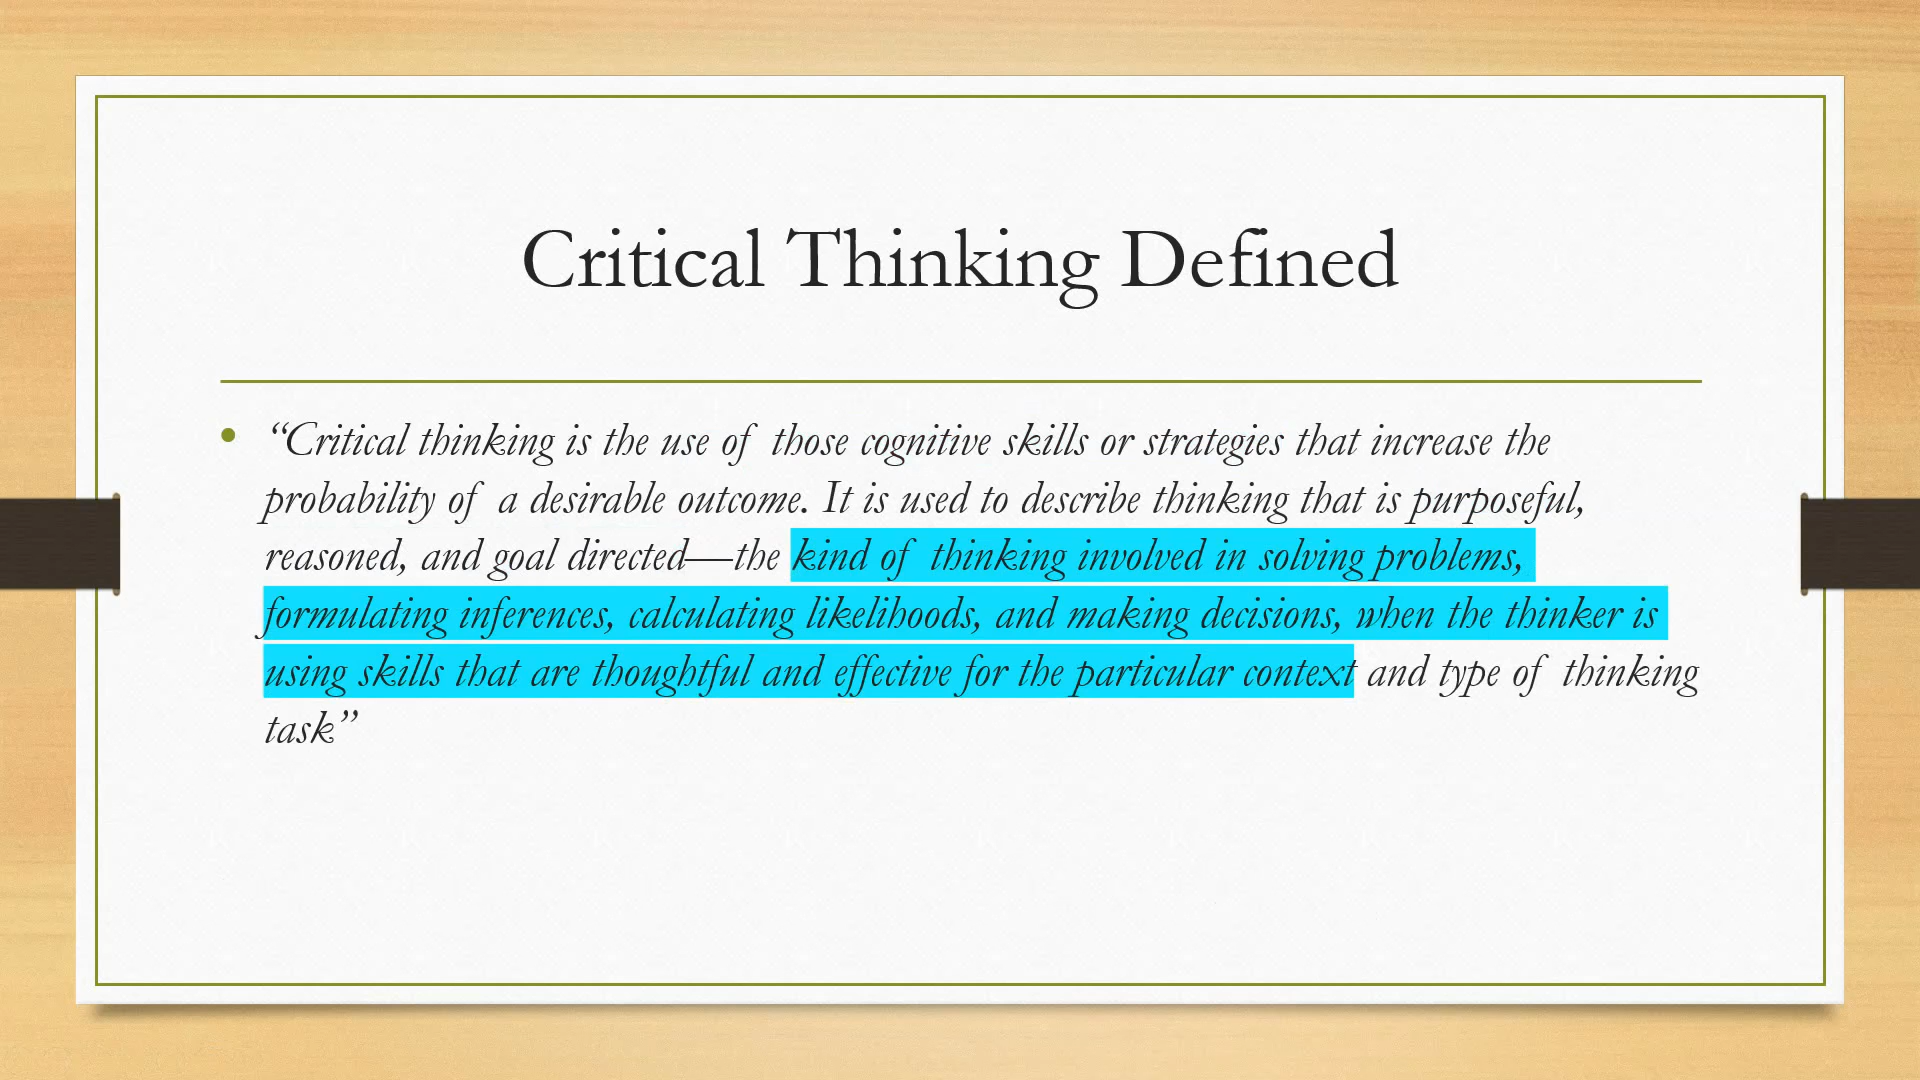 Critical Thinking Defined
• “Critical thinking is the use of those cognitive skills or strategies that increase the
probability of a desirable outcome. It is used to describe thinking that is purposeful,
reasoned, and goal directed—the kind of thinking involved in solving problems,
formulating inferences, calculating likelihoods, and making decisions, when the thinker is
using skills that are thoughtful and effective for the particular context and type of thinking
task”